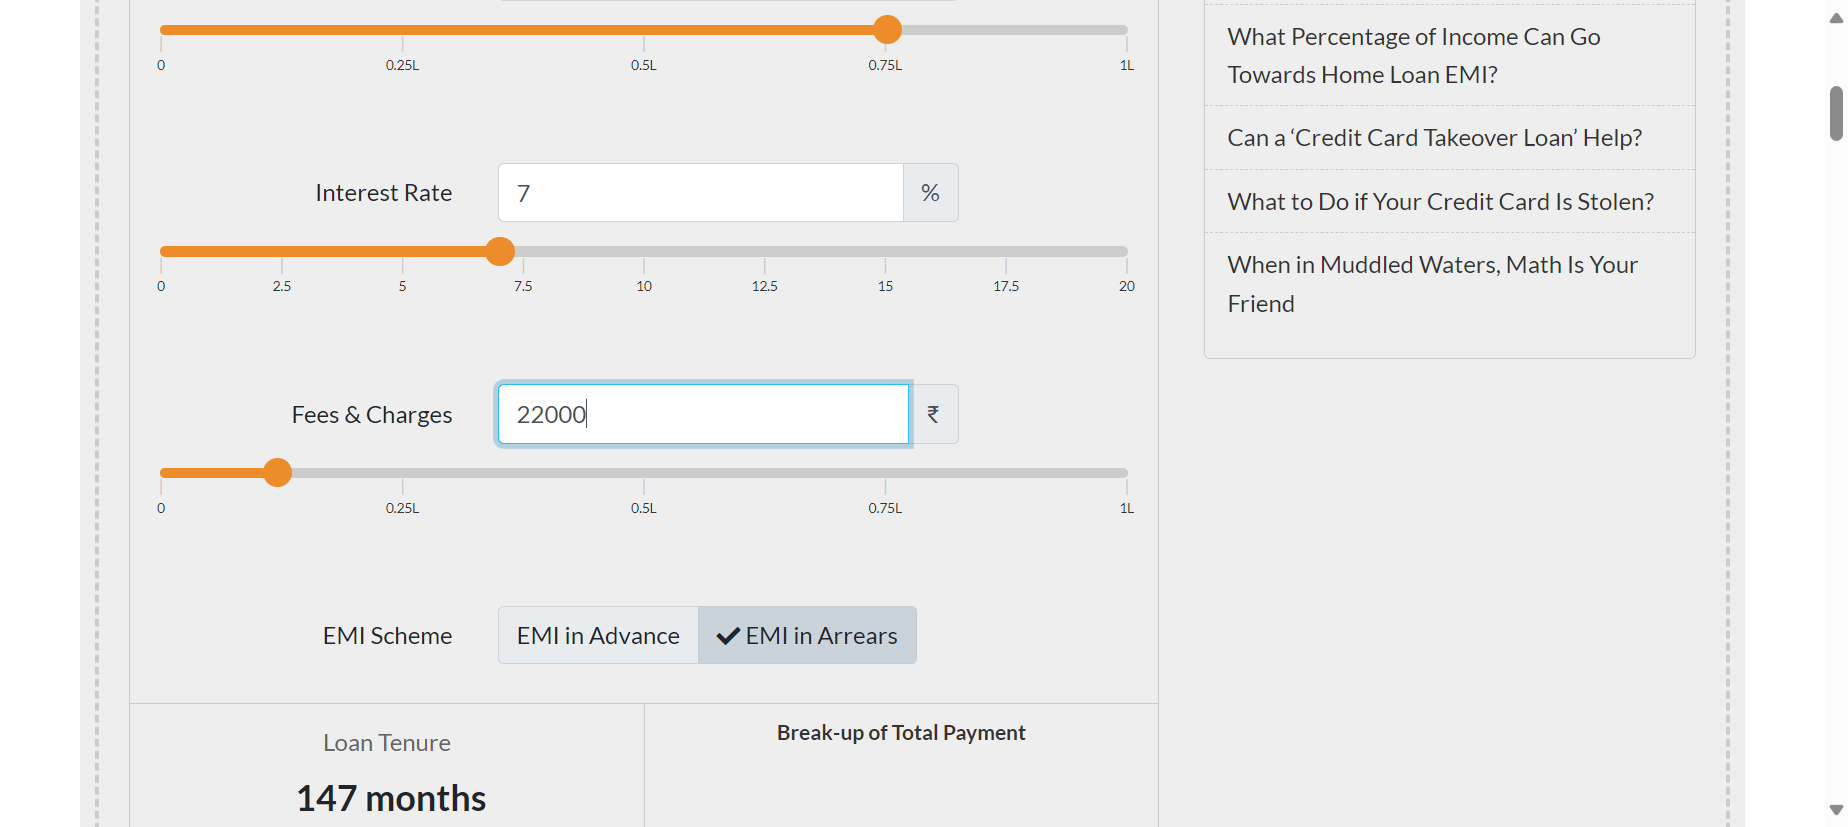 0 0.25L 0.5L 0.75L 1L
Interest Rate 7 %
0 2.5 5 7.5 10 12.5 15 17.5 20
Fees & Charges 22000 ₹
0 0.25L 0.5L 0.75L 1L
EMI Scheme EMI in Advance EMI in Arrears
Loan Tenure
147 months
Break-up of Total Payment
What Percentage of Income Can Go
Towards Home Loan EMI?
Can a ‘Credit Card Takeover Loan’ Help?
What to Do if Your Credit Card Is Stolen?
When in Muddled Waters, Math Is Your
Friend